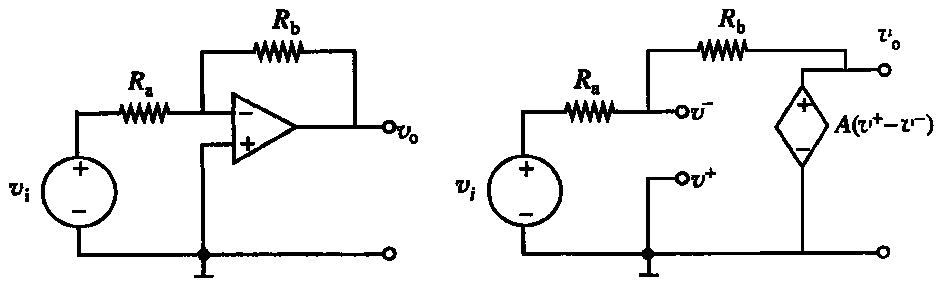 R_b
R_a
v_i
+
−
−
+
v_o
R_b
v_o
R_a
v^-
v^+
v_i
+
−
+
−
A(v^+ − v^-)